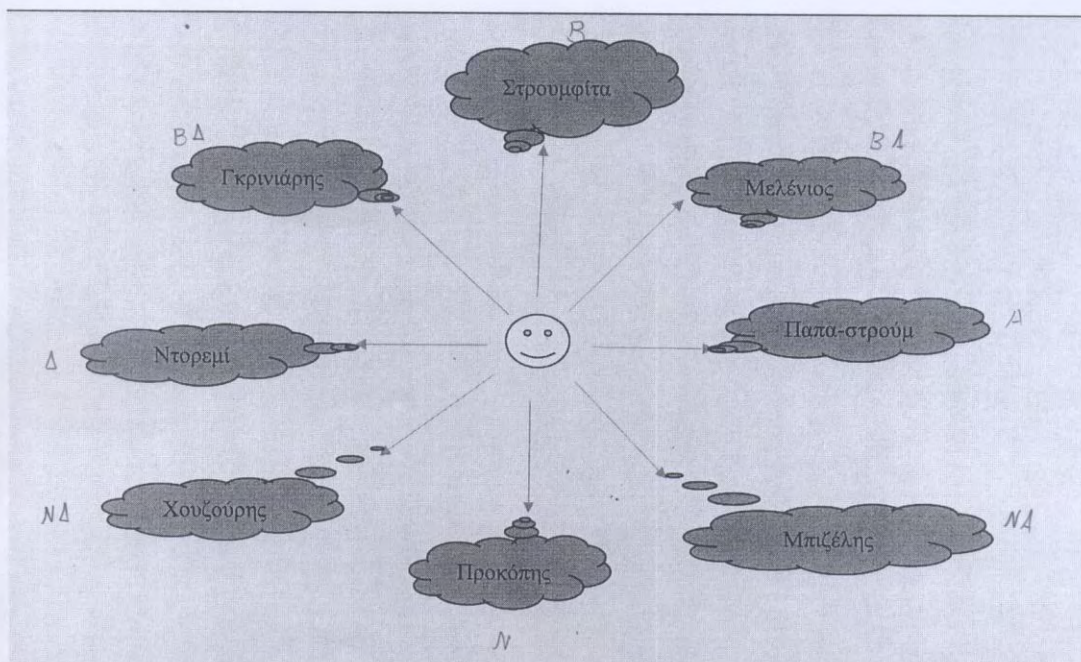 Β
Στρουμφίτα
ΒΔ
Γκρινιάρης
ΒΑ
Μελένιος
Ντορεμί
Δ
Παπα-στρούμ
Α
ΝΔ
Χουζούρης
Προκόπης
Ν
Μπιζέλης
ΝΑ